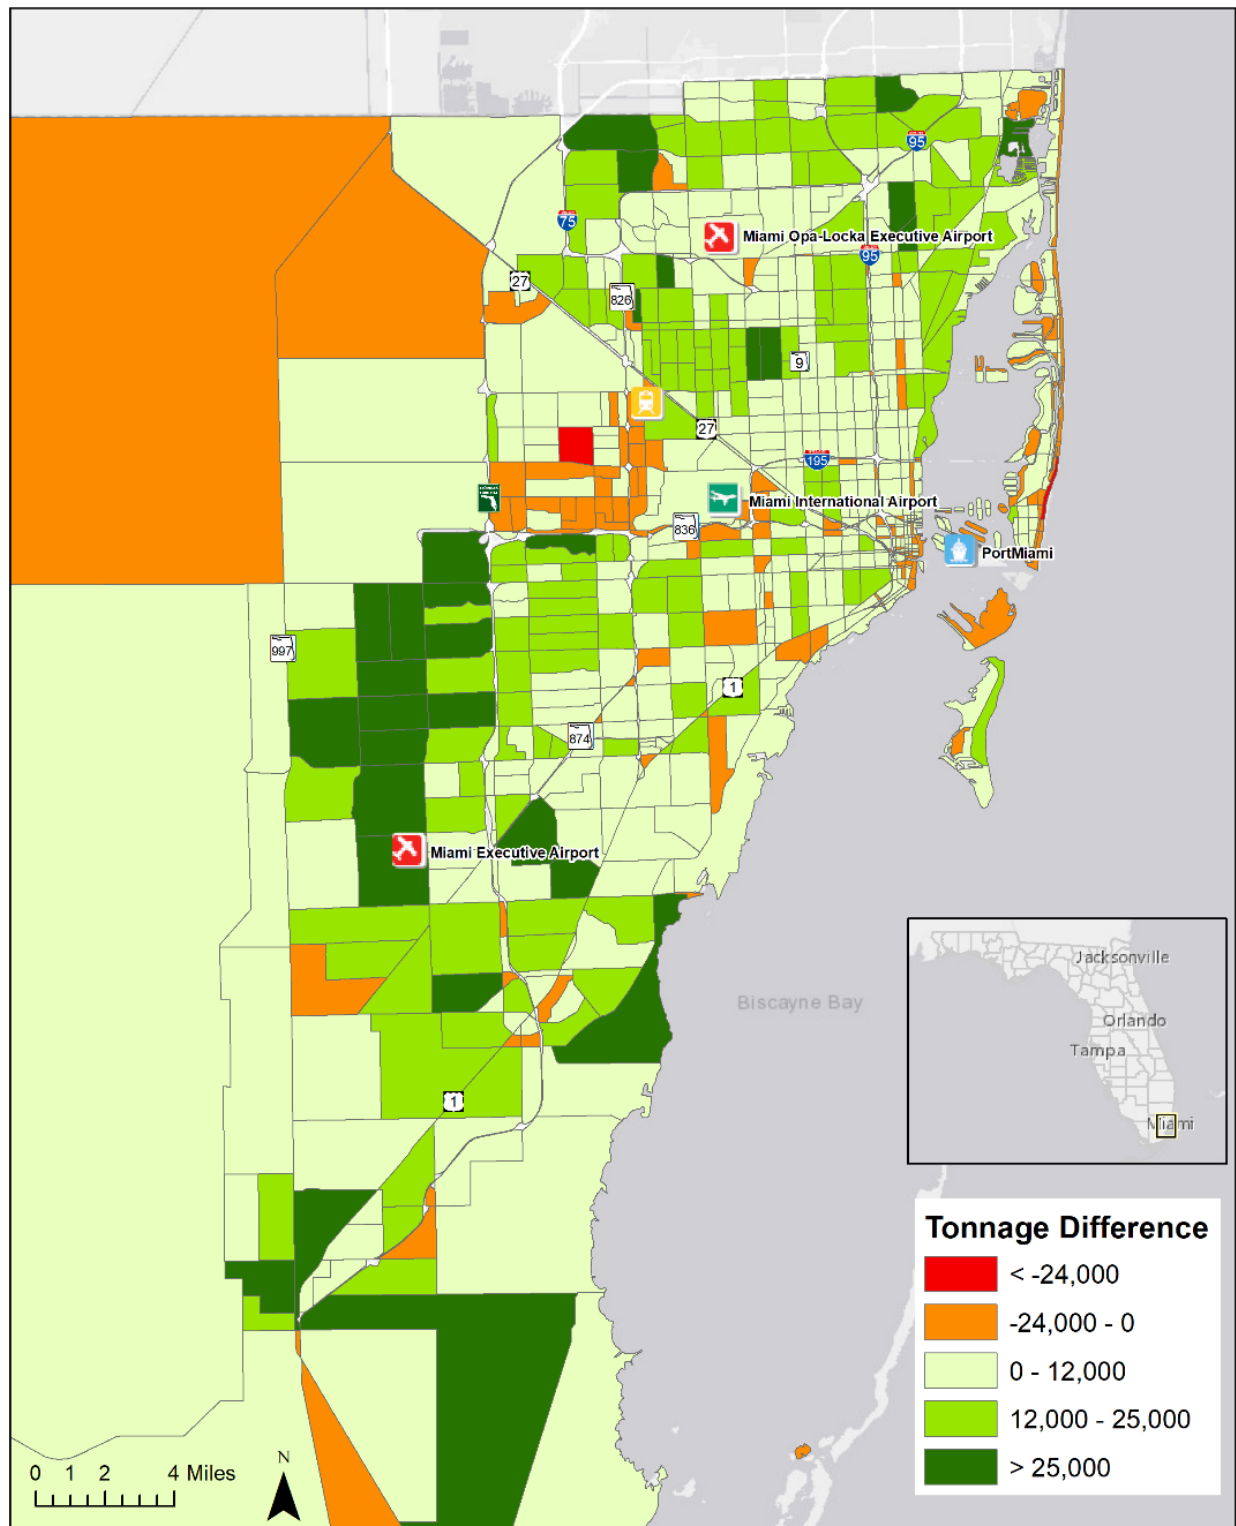 95
75
Miami Opa-Locka Executive Airport
95
27
826
9
27
195
Miami International Airport
836
PortMiami
997
1
874
Miami Executive Airport
Biscayne Bay
1
Jacksonville
Orlando
Tampa
Miami
Tonnage Difference
< -24,000
-24,000 - 0
0 - 12,000
12,000 - 25,000
> 25,000
0 1 2 4 Miles
N